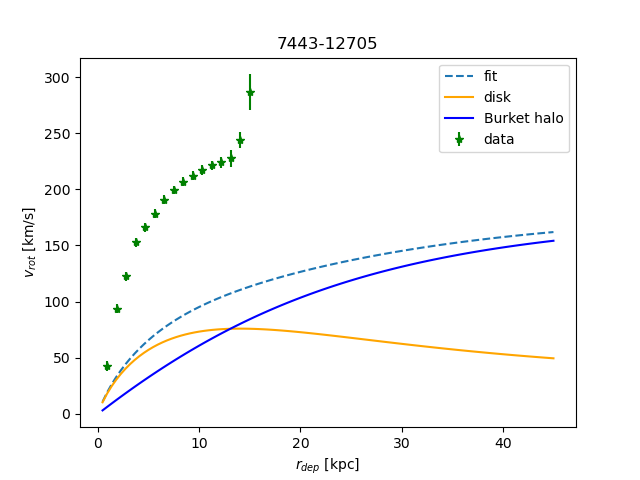 7443-12705
300
250
200
150
100
50
0
v_rot [km/s]
fit
disk
Burket halo
data
0 10 20 30 40
r_dep [kpc]